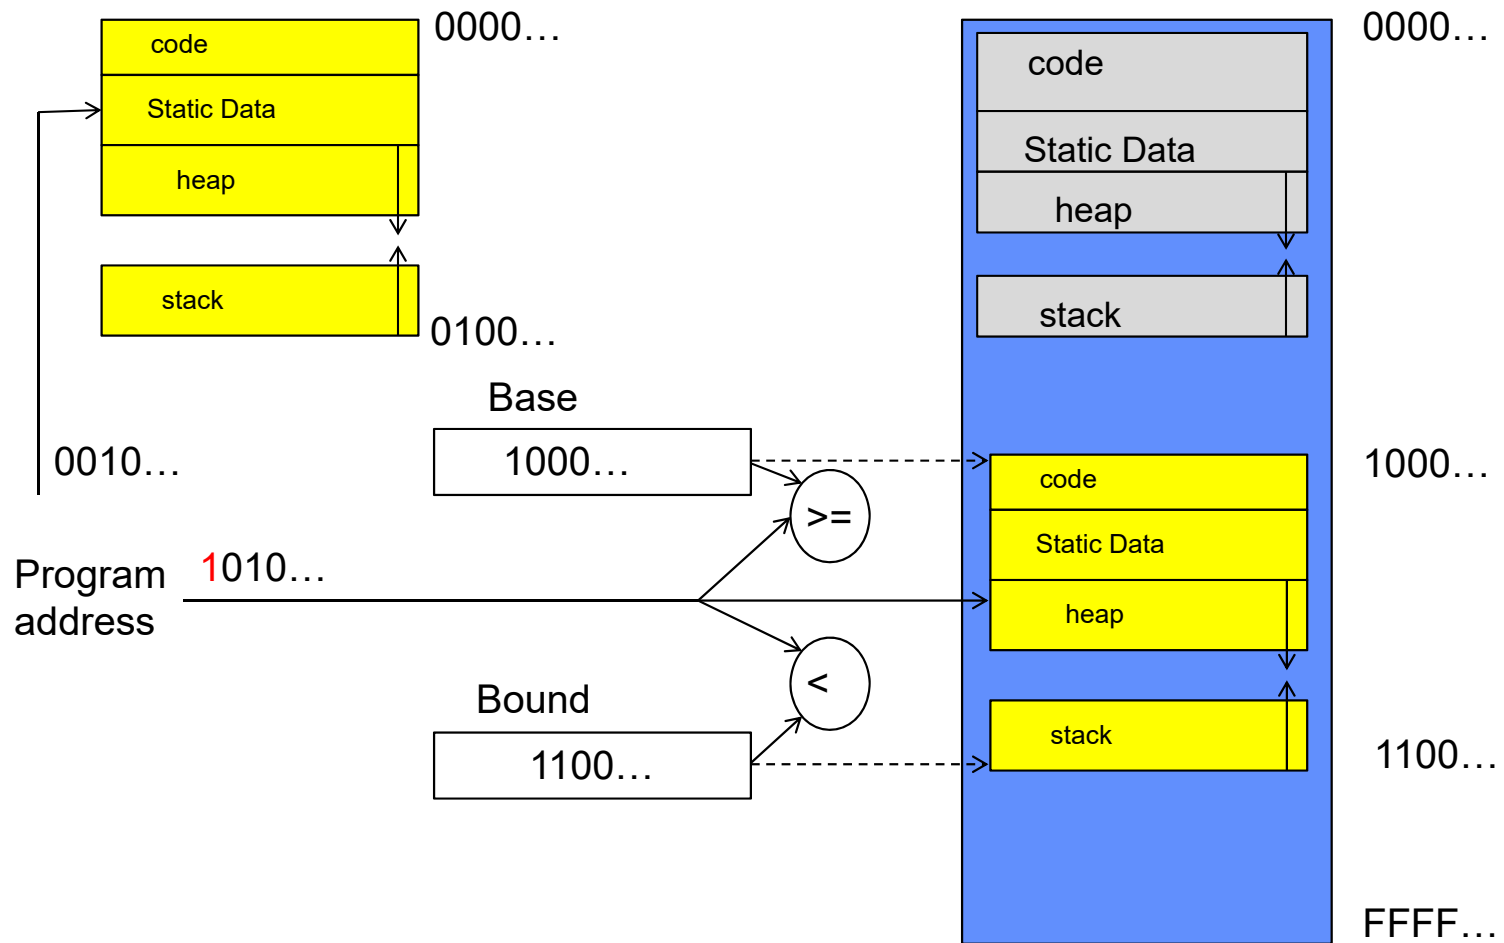 code
0000…
Static Data
heap
stack
0100…
Base
0010…
1000…
>=
Program
address
1010…
<
Bound
1100…
0000…
code
Static Data
heap
stack
1000…
code
Static Data
heap
stack
1100…
FFFF…